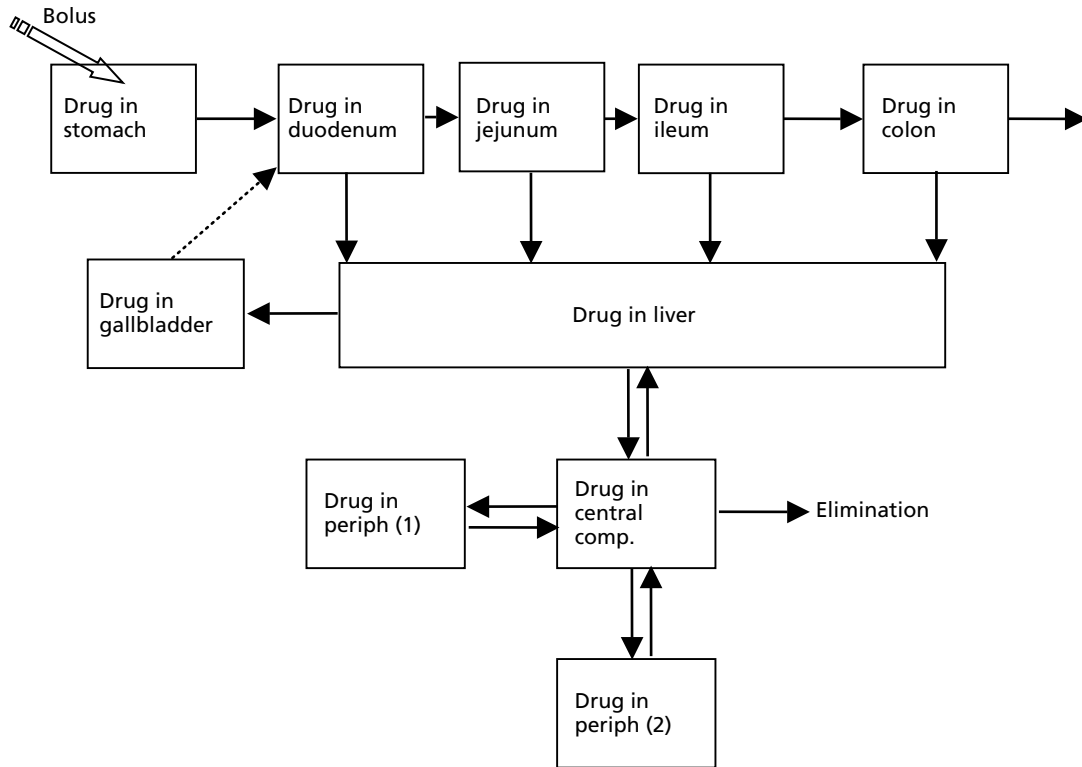 Bolus
Drug in
stomach
Drug in
duodenum
Drug in
jejunum
Drug in
ileum
Drug in
colon
Drug in
gallbladder
Drug in liver
Drug in
periph (1)
Drug in
central
comp.
Elimination
Drug in
periph (2)